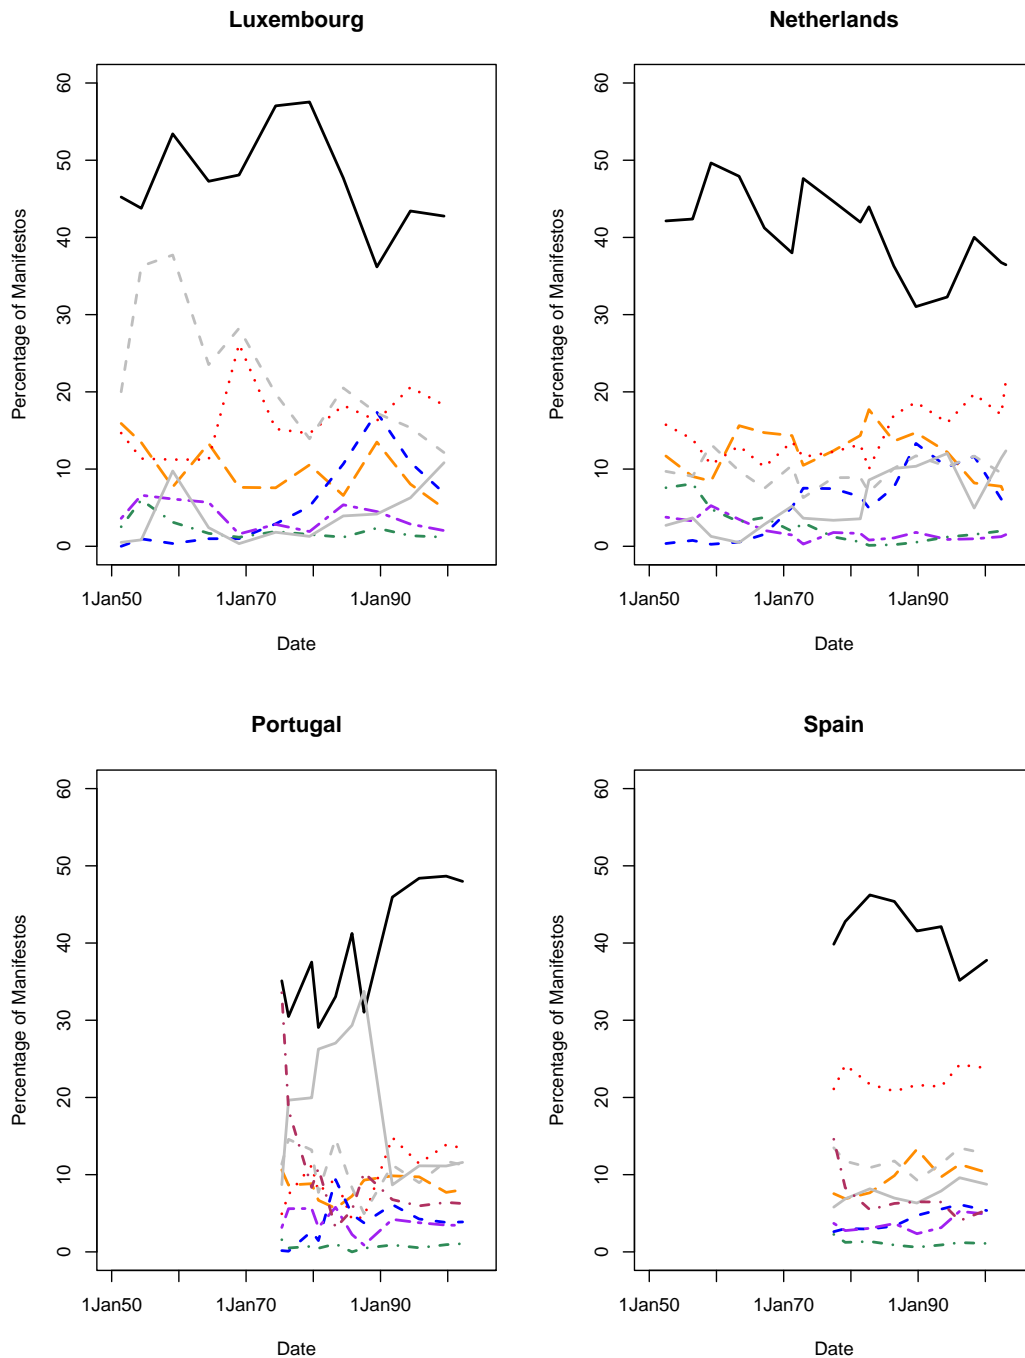 Luxembourg
Percentage of Manifestos
60
50
40
30
20
10
0
1Jan50
1Jan70
1Jan90
Date
Netherlands
Percentage of Manifestos
60
50
40
30
20
10
0
1Jan50
1Jan70
1Jan90
Date
Portugal
Percentage of Manifestos
60
50
40
30
20
10
0
1Jan50
1Jan70
1Jan90
Date
Spain
Percentage of Manifestos
60
50
40
30
20
10
0
1Jan50
1Jan70
1Jan90
Date